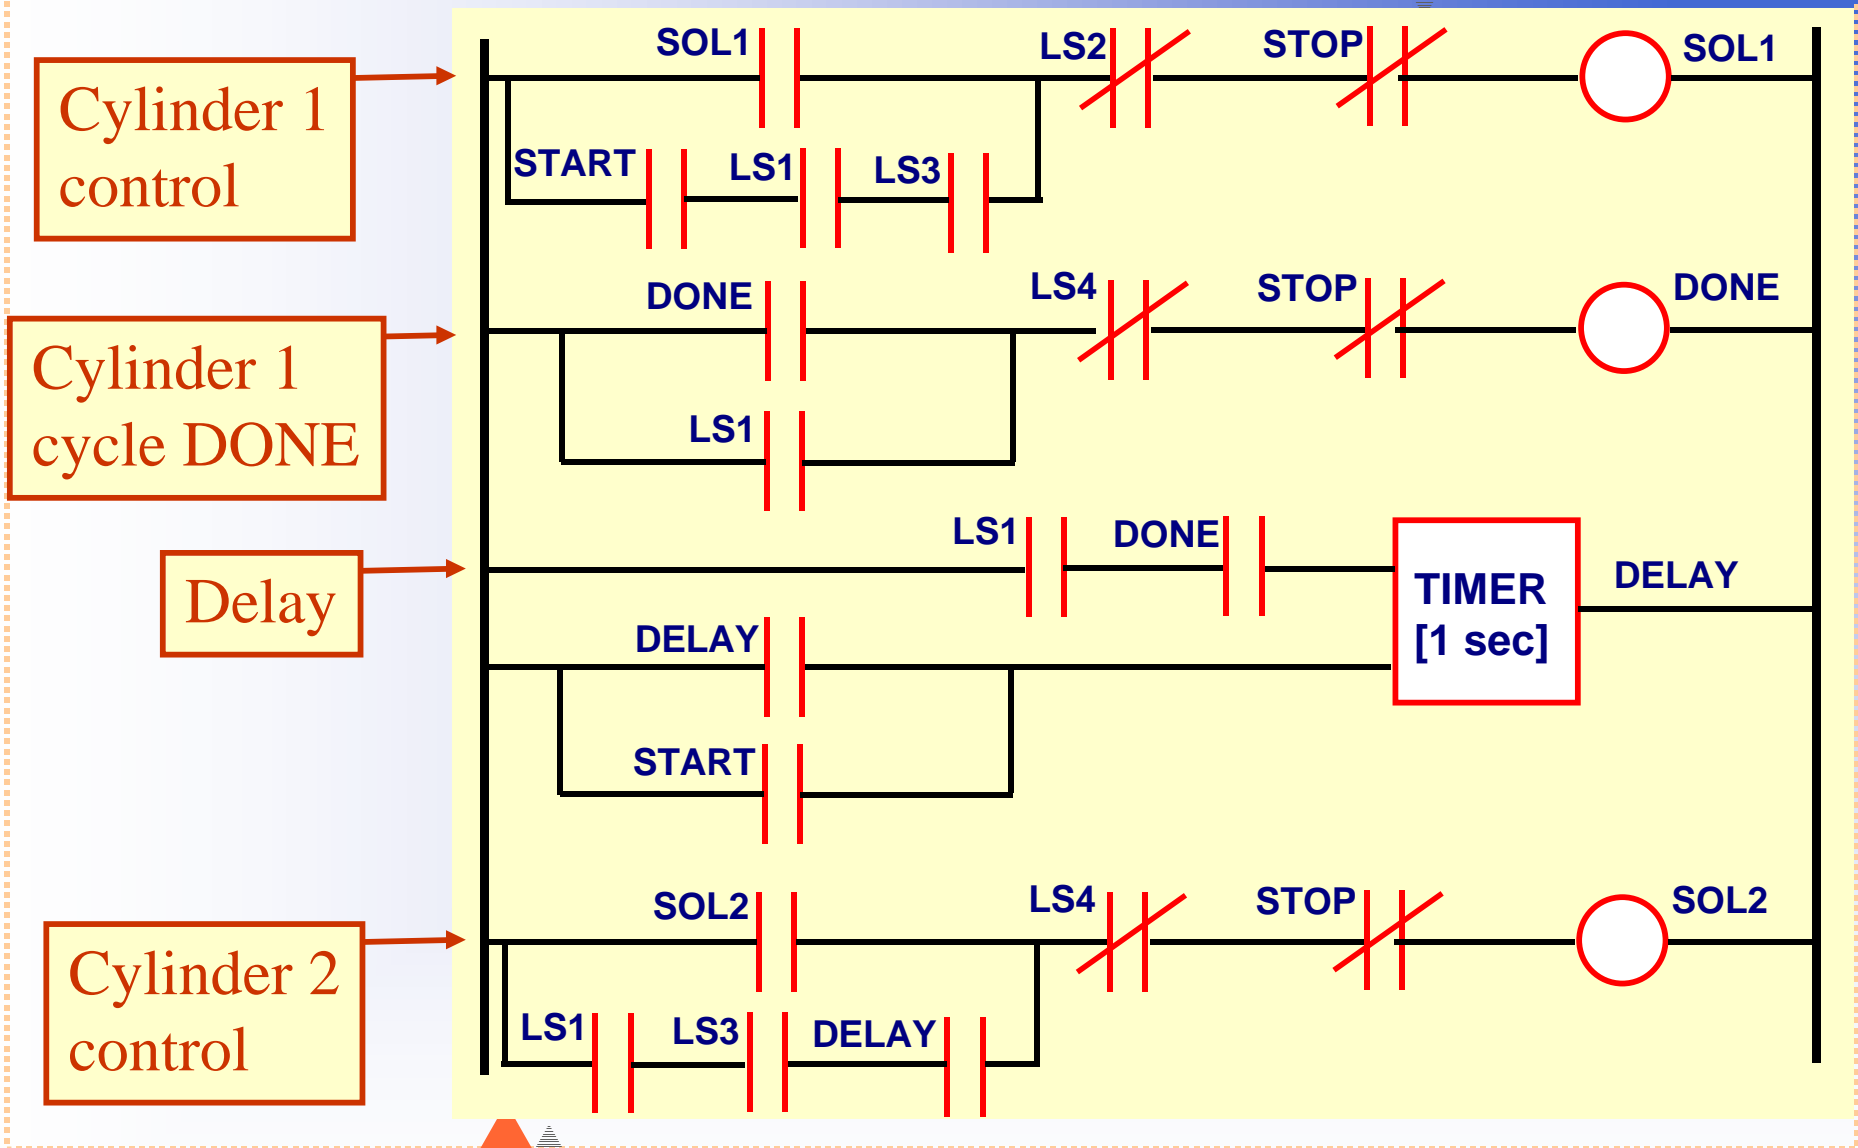 SOL1
LS2
STOP
SOL1
Cylinder 1
control
START
LS1
LS3
DONE
LS4
STOP
DONE
Cylinder 1
cycle DONE
LS1
LS1
DONE
Delay
TIMER
[1 sec]
DELAY
DELAY
START
SOL2
LS4
STOP
SOL2
Cylinder 2
control
LS1
LS3
DELAY